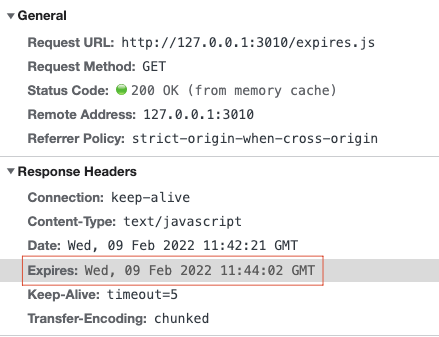 General
Request URL: http://127.0.0.1:3010/expires.js
Request Method: GET
Status Code: 200 OK (from memory cache)
Remote Address: 127.0.0.1:3010
Referrer Policy: strict-origin-when-cross-origin
Response Headers
Connection: keep-alive
Content-Type: text/javascript
Date: Wed, 09 Feb 2022 11:42:21 GMT
Expires: Wed, 09 Feb 2022 11:44:02 GMT
Keep-Alive: timeout=5
Transfer-Encoding: chunked